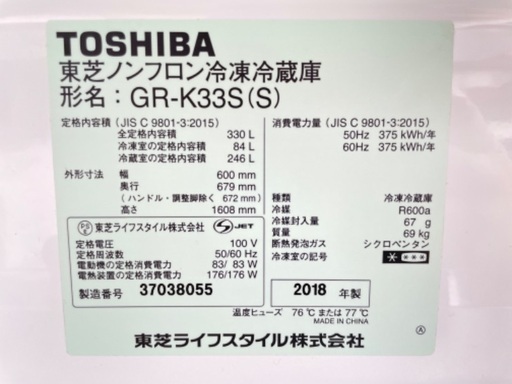 TOSHIBA
東芝ノンフロン冷凍冷蔵庫
形名：GR-K33S(S)
定格内容積（JIS C 9801-3:2015）
全定格内容積 330 L
冷凍室の定格内容積 84 L
冷蔵室の定格内容積 246 L
外形寸法 幅 600 mm
奥行 679 mm
（ハンドル・調整脚除く 672 mm）
高さ 1608 mm
消費電力量（JIS C 9801-3:2015）
50Hz 375 kWh/年
60Hz 375 kWh/年
種類 冷凍冷蔵庫
冷媒 R600a
冷媒封入量 67 g
質量 69 kg
断熱発泡ガス シクロペンタン
冷凍室の記号
東芝ライフスタイル株式会社 JET
定格電圧 100 V
定格周波数 50/60 Hz
電動機の定格消費電力 83/ 83 W
電熱装置の定格消費電力 176/176 W
製造番号 37038055
2018 年製
温度ヒューズ 76℃ または 77℃
MADE IN CHINA
東芝ライフスタイル株式会社
Ⓐ